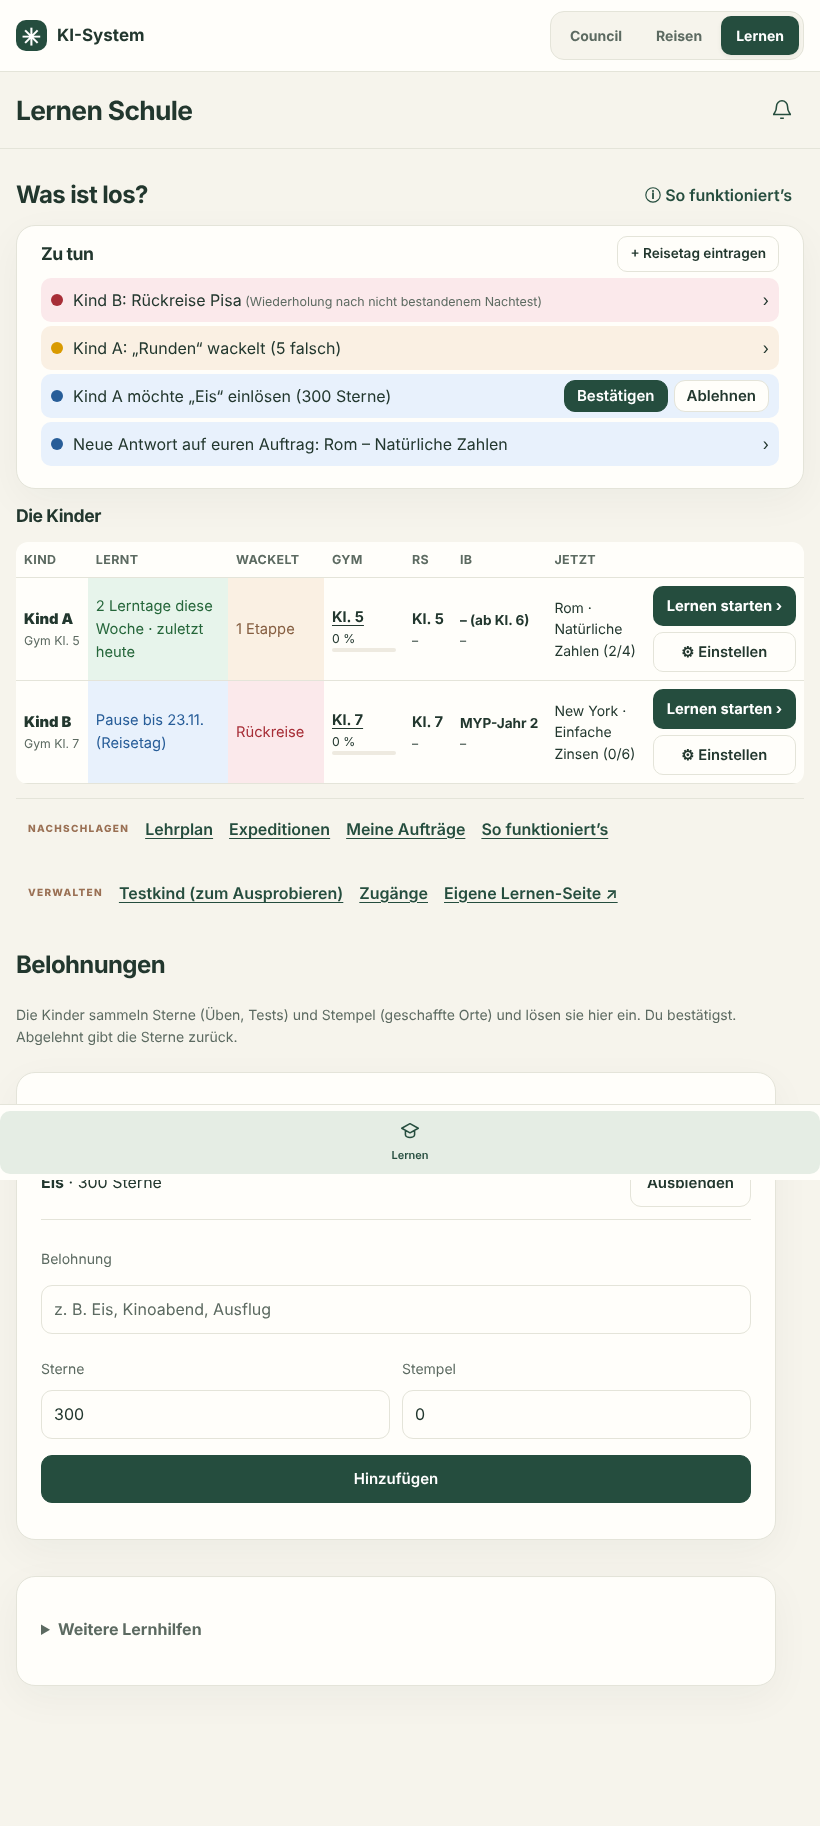 KI-System
Council Reisen Lernen
Lernen Schule
Was ist los?
ⓘ So funktioniert’s
Zu tun
+ Reisetag eintragen
Kind B: Rückreise Pisa (Wiederholung nach nicht bestandenem Nachtest) ›
Kind A: „Runden“ wackelt (5 falsch) ›
Kind A möchte „Eis“ einlösen (300 Sterne) Bestätigen Ablehnen
Neue Antwort auf euren Auftrag: Rom – Natürliche Zahlen ›
Die Kinder
KIND LERNT WACKELT GYM RS IB JETZT
Kind A
Gym Kl. 5
2 Lerntage diese
Woche · zuletzt
heute
1 Etappe
Kl. 5
0 %
Kl. 5
–
– (ab Kl. 6)
–
Rom ·
Natürliche
Zahlen (2/4)
Lernen starten ›
⚙ Einstellen
Kind B
Gym Kl. 7
Pause bis 23.11.
(Reisetag)
Rückreise
Kl. 7
0 %
Kl. 7
–
MYP-Jahr 2
–
New York ·
Einfache
Zinsen (0/6)
Lernen starten ›
⚙ Einstellen
NACHSCHLAGEN Lehrplan Expeditionen Meine Aufträge So funktioniert’s
VERWALTEN Testkind (zum Ausprobieren) Zugänge Eigene Lernen-Seite ↗
Belohnungen
Die Kinder sammeln Sterne (Üben, Tests) und Stempel (geschaffte Orte) und lösen sie hier ein. Du bestätigst.
Abgelehnt gibt die Sterne zurück.
Lernen
Eis · 300 Sterne Ausblenden
Belohnung
z. B. Eis, Kinoabend, Ausflug
Sterne Stempel
300 0
Hinzufügen
▶ Weitere Lernhilfen